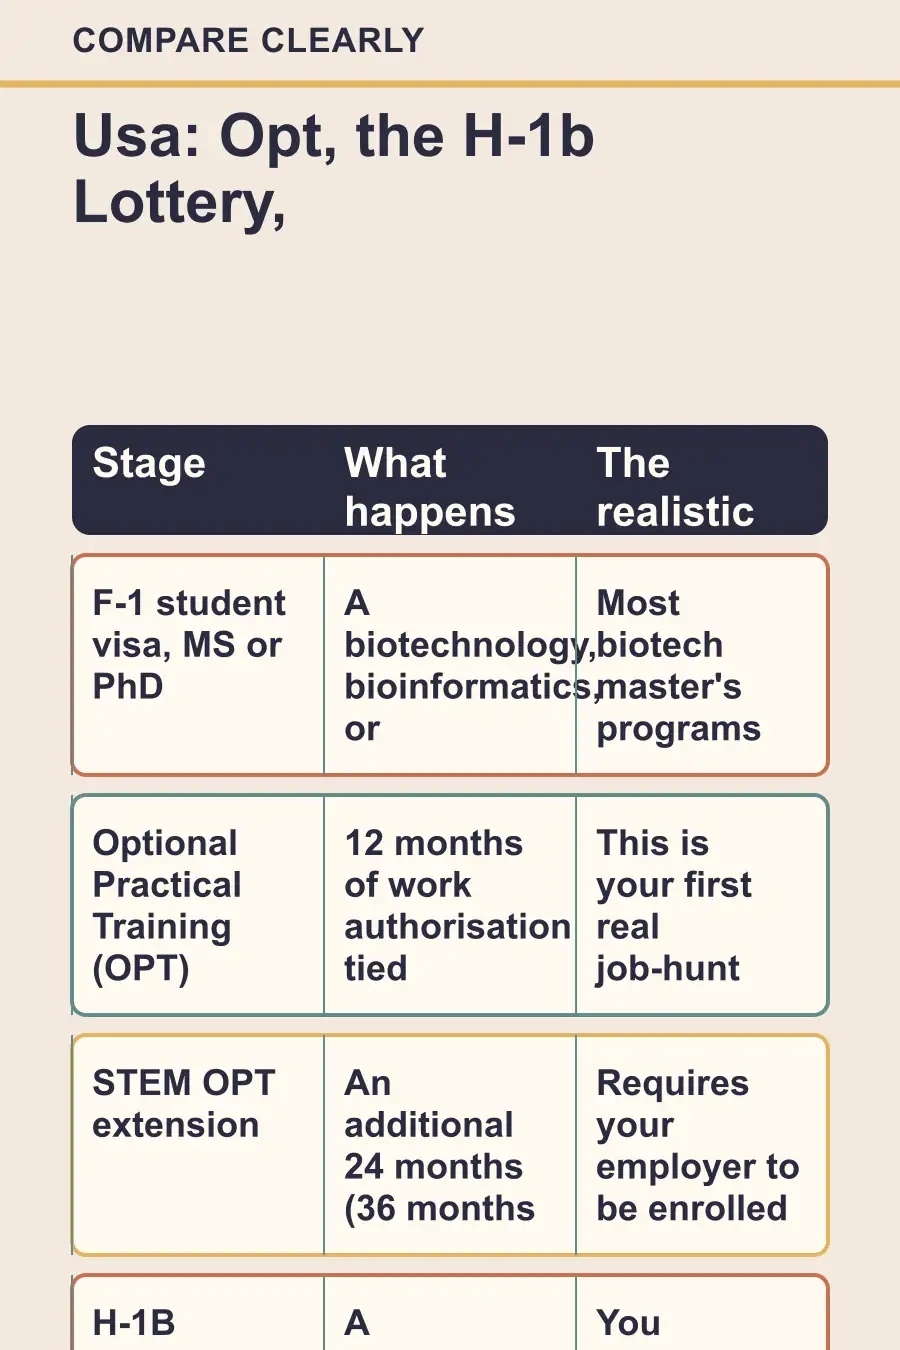 COMPARE CLEARLY
Usa: Opt, the H-1b
Lottery,
Stage
What
happens
The
realistic
F-1 student
visa, MS or
PhD
A
biotechnology,
bioinformatics,
or
Most
biotech
master's
programs
Optional
Practical
Training
(OPT)
12 months
of work
authorisation
tied
This is
your first
real
job-hunt
STEM OPT
extension
An
additional
24 months
(36 months
Requires
your
employer to
be enrolled
H-1B
A
You